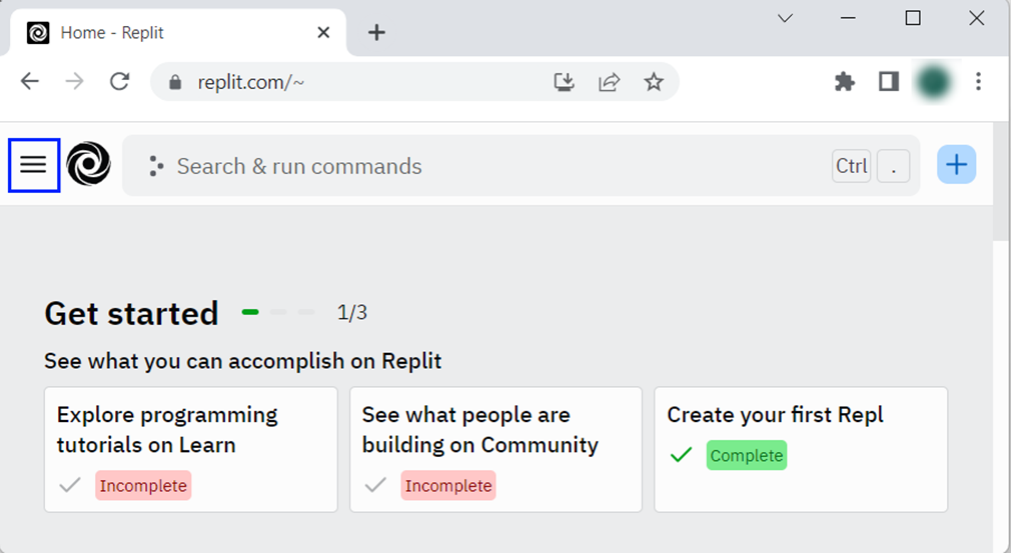 Home - Replit
replit.com/~
Search & run commands
Ctrl .
Get started 1/3
See what you can accomplish on Replit
Explore programming
tutorials on Learn
Incomplete
See what people are
building on Community
Incomplete
Create your first Repl
Complete